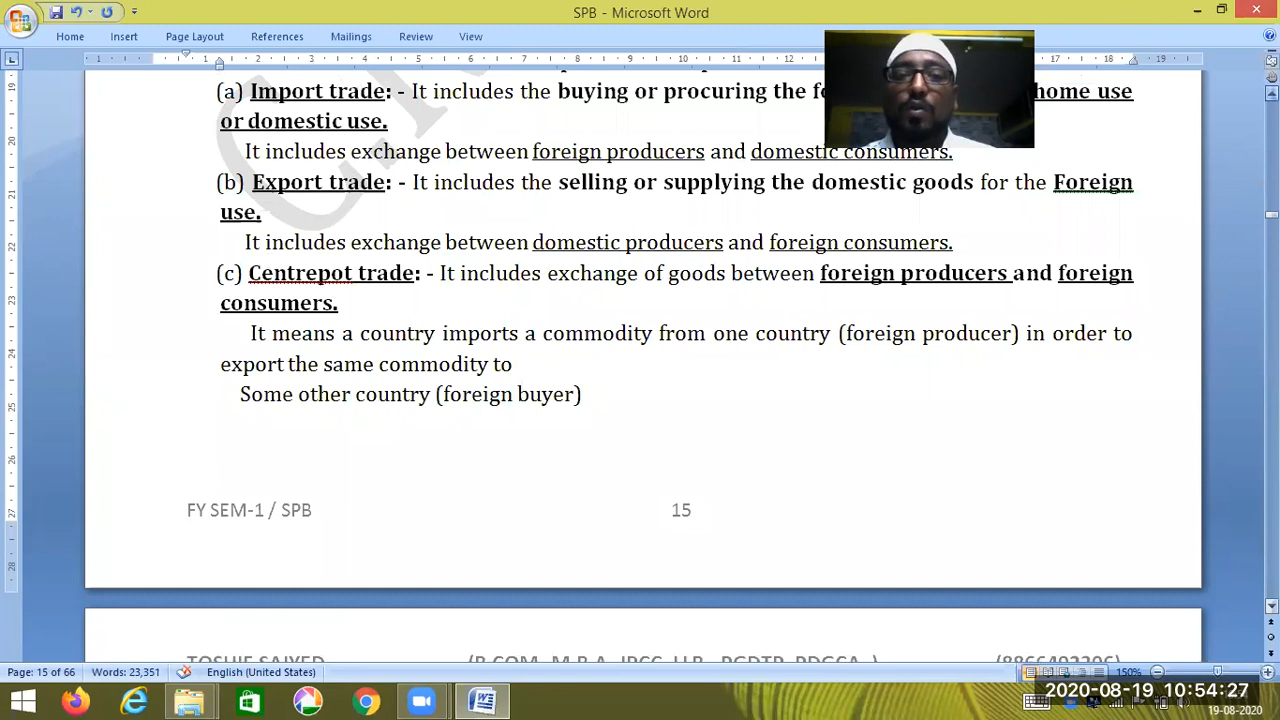 SPB - Microsoft Word
Home Insert Page Layout References Mailings Review View
(a) Import trade: - It includes the buying or procuring the home use
or domestic use.
It includes exchange between foreign producers and domestic consumers.
(b) Export trade: - It includes the selling or supplying the domestic goods for the Foreign
use.
It includes exchange between domestic producers and foreign consumers.
(c) Centrepot trade: - It includes exchange of goods between foreign producers and foreign
consumers.
It means a country imports a commodity from one country (foreign producer) in order to
export the same commodity to
Some other country (foreign buyer)
FY SEM-1 / SPB 15
Page: 15 of 66 Words: 23,351 English (United States) 150%
2020-08-19 10:54:27
19-08-2020